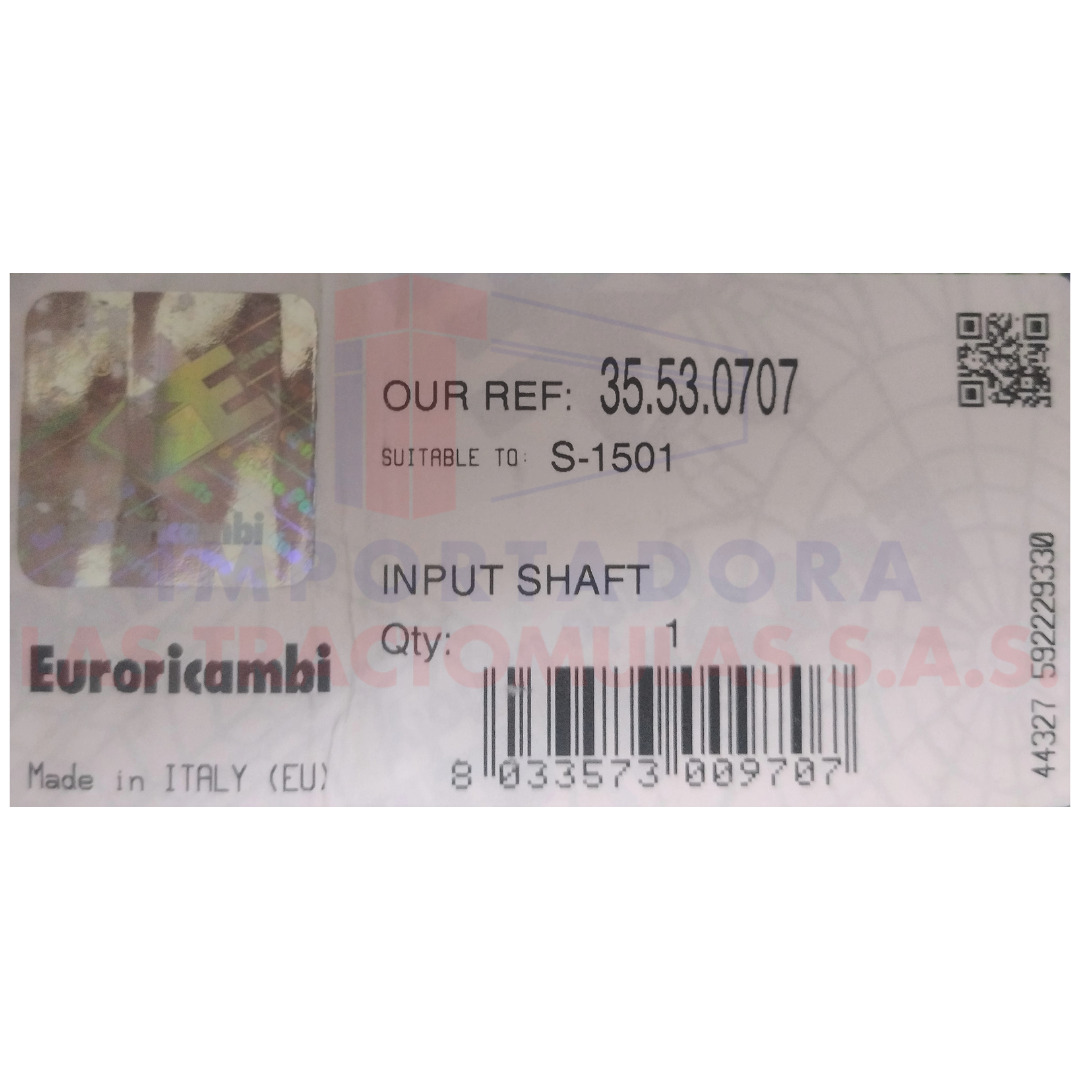 OUR REF: 35.53.0707
SUITABLE TO: S-1501
IMPORTADORA
INPUT SHAFT
LAS TRACTOMULAS S.A.S.
Qty: 1
Euroricambi
8 033573 009707
Made in ITALY (EU)
44327 5922229330